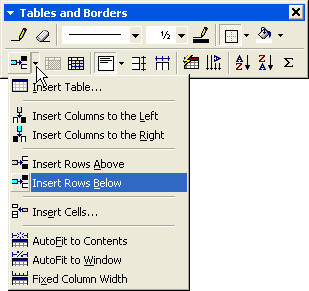 Tables and Borders
½
Σ
Insert Table...
Insert Columns to the Left
Insert Columns to the Right
Insert Rows Above
Insert Rows Below
Insert Cells...
AutoFit to Contents
AutoFit to Window
Fixed Column Width